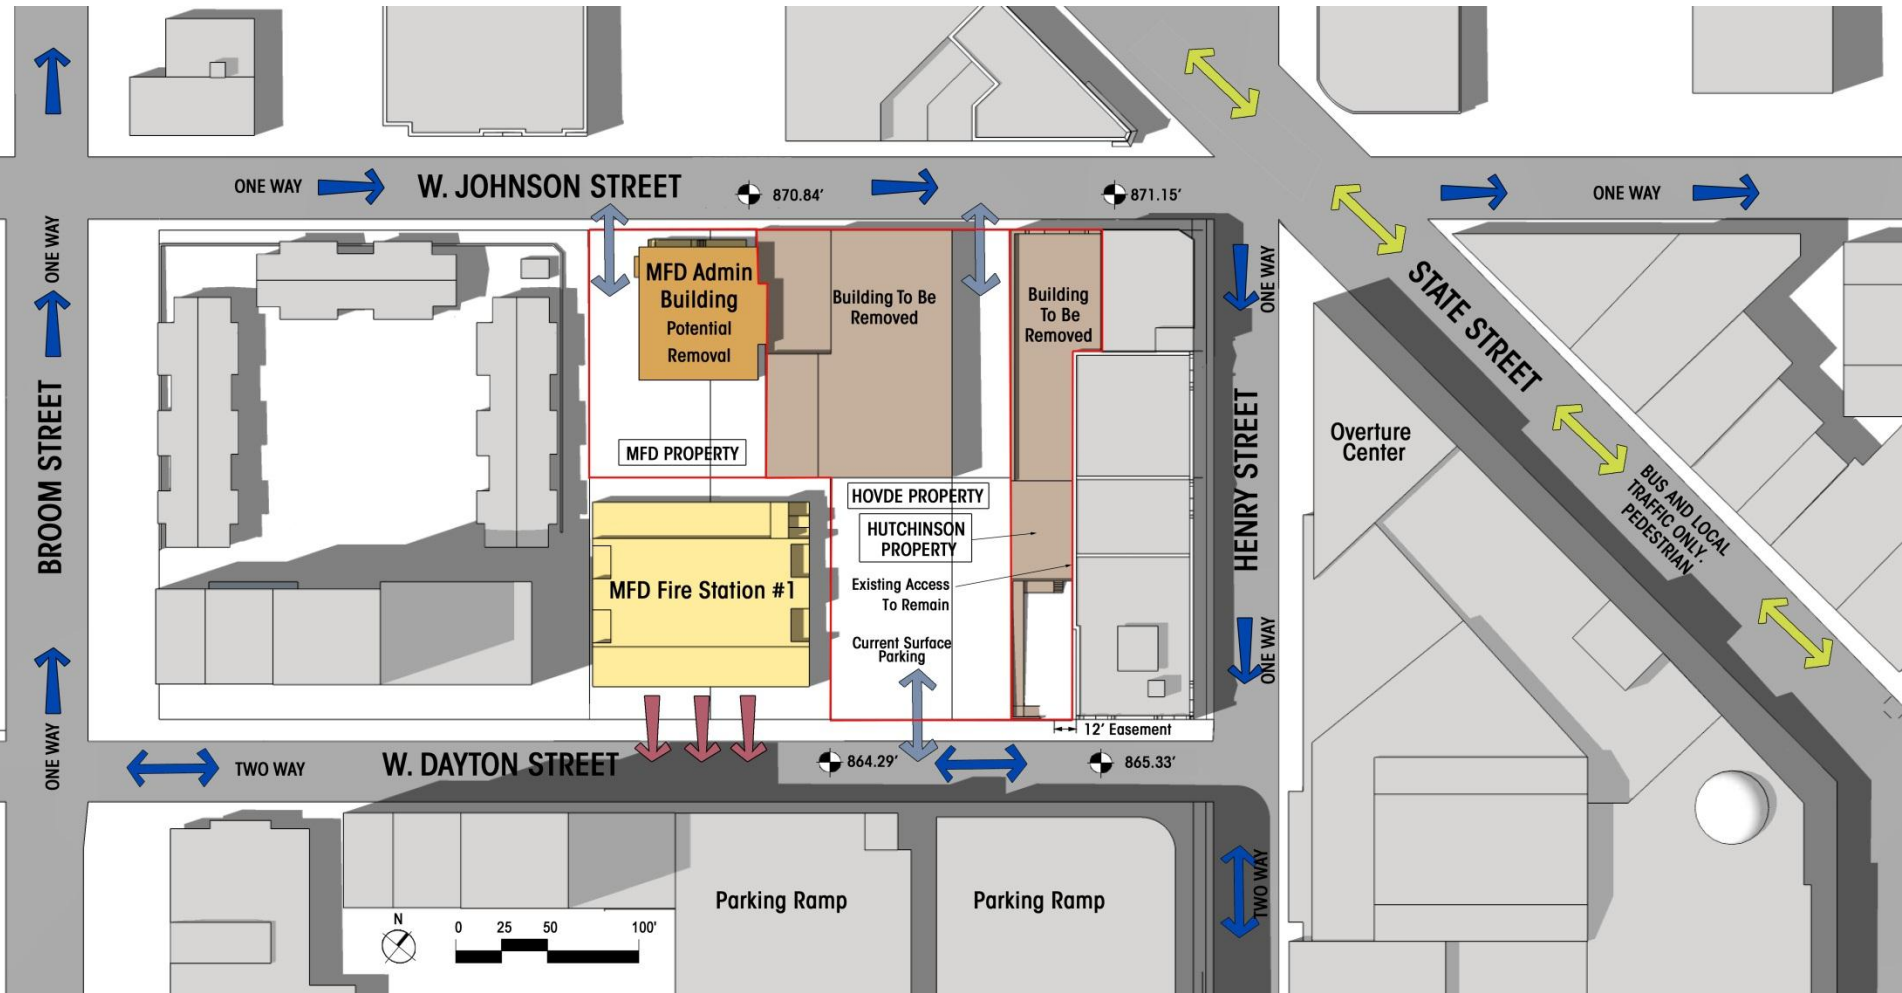 ONE WAY
W. JOHNSON STREET
870.84'
871.15'
ONE WAY
ONE WAY
BROOM STREET
ONE WAY
MFD Admin
Building
Potential
Removal
Building To Be
Removed
Building
To Be
Removed
ONE WAY
HENRY STREET
ONE WAY
TWO WAY
STATE STREET
BUS AND LOCAL
TRAFFIC ONLY.
PEDESTRIAN
Overture
Center
MFD PROPERTY
HOVDE PROPERTY
HUTCHINSON
PROPERTY
MFD Fire Station #1
Existing Access
To Remain
Current Surface
Parking
12' Easement
TWO WAY
W. DAYTON STREET
864.29'
865.33'
Parking Ramp
Parking Ramp
N
0 25 50 100'